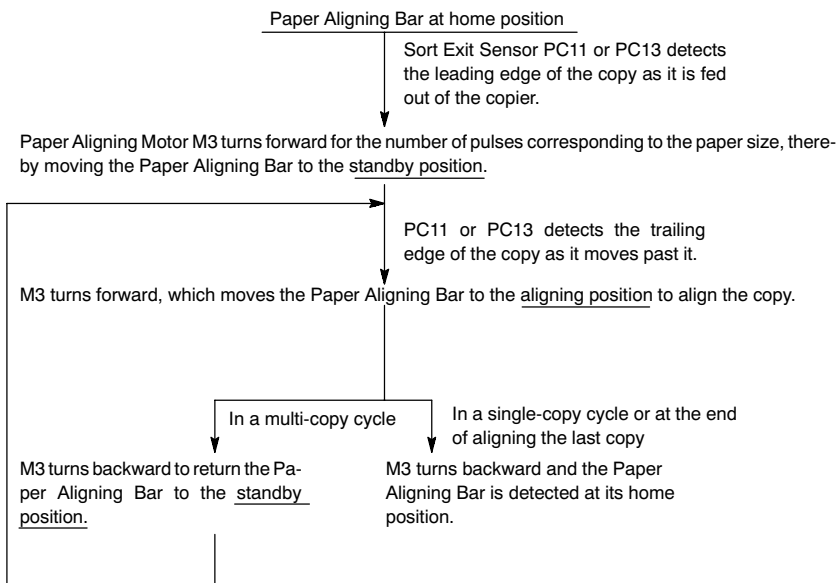 Paper Aligning Bar at home position
Sort Exit Sensor PC11 or PC13 detects
the leading edge of the copy as it is fed
out of the copier.
Paper Aligning Motor M3 turns forward for the number of pulses corresponding to the paper size, there-
by moving the Paper Aligning Bar to the standby position.
PC11 or PC13 detects the trailing
edge of the copy as it moves past it.
M3 turns forward, which moves the Paper Aligning Bar to the aligning position to align the copy.
In a multi-copy cycle
In a single-copy cycle or at the end
of aligning the last copy
M3 turns backward to return the Pa-
per Aligning Bar to the standby
position.
M3 turns backward and the Paper
Aligning Bar is detected at its home
position.